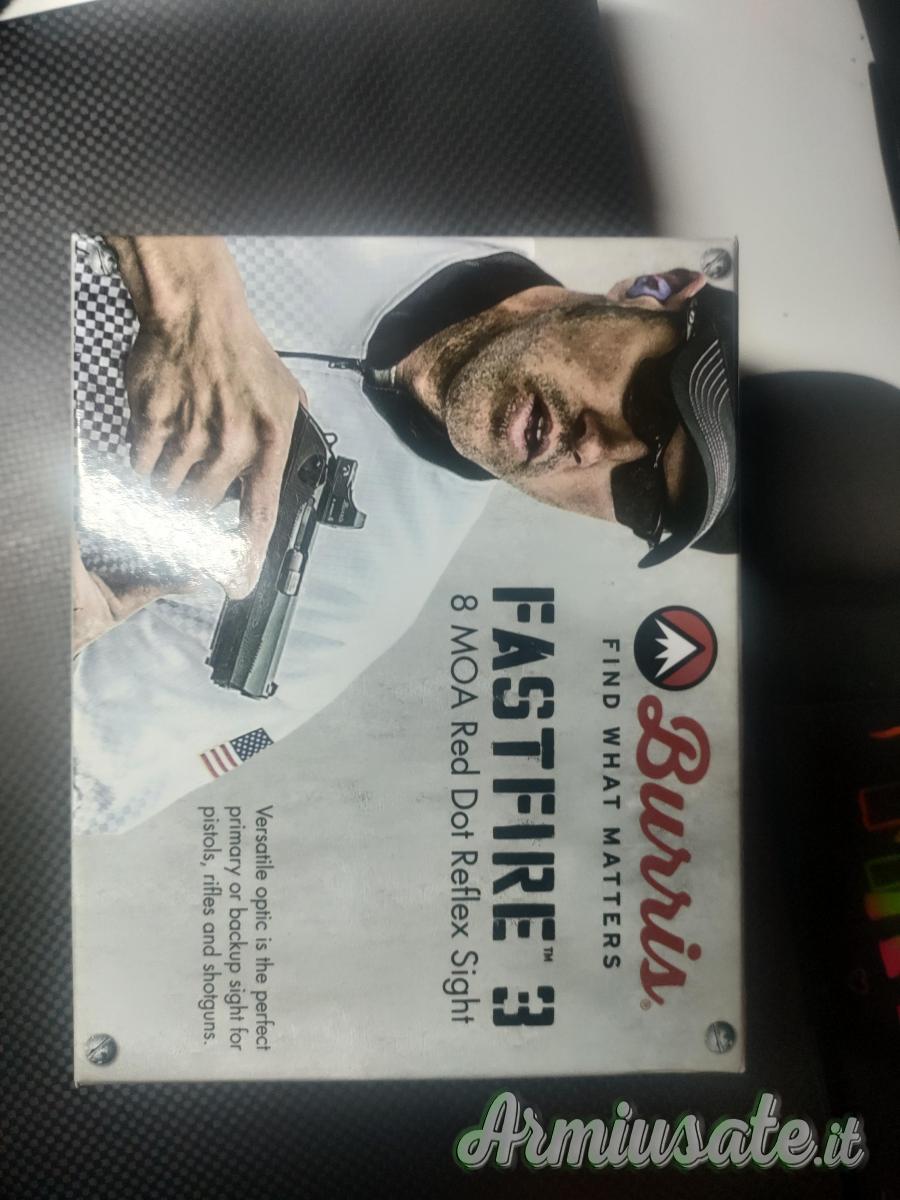 Burris®
FIND WHAT MATTERS
FASTFIRE™ 3
8 MOA Red Dot Reflex Sight
Versatile optic is the perfect
primary or backup sight for
pistols, rifles and shotguns.
Armiusate.it